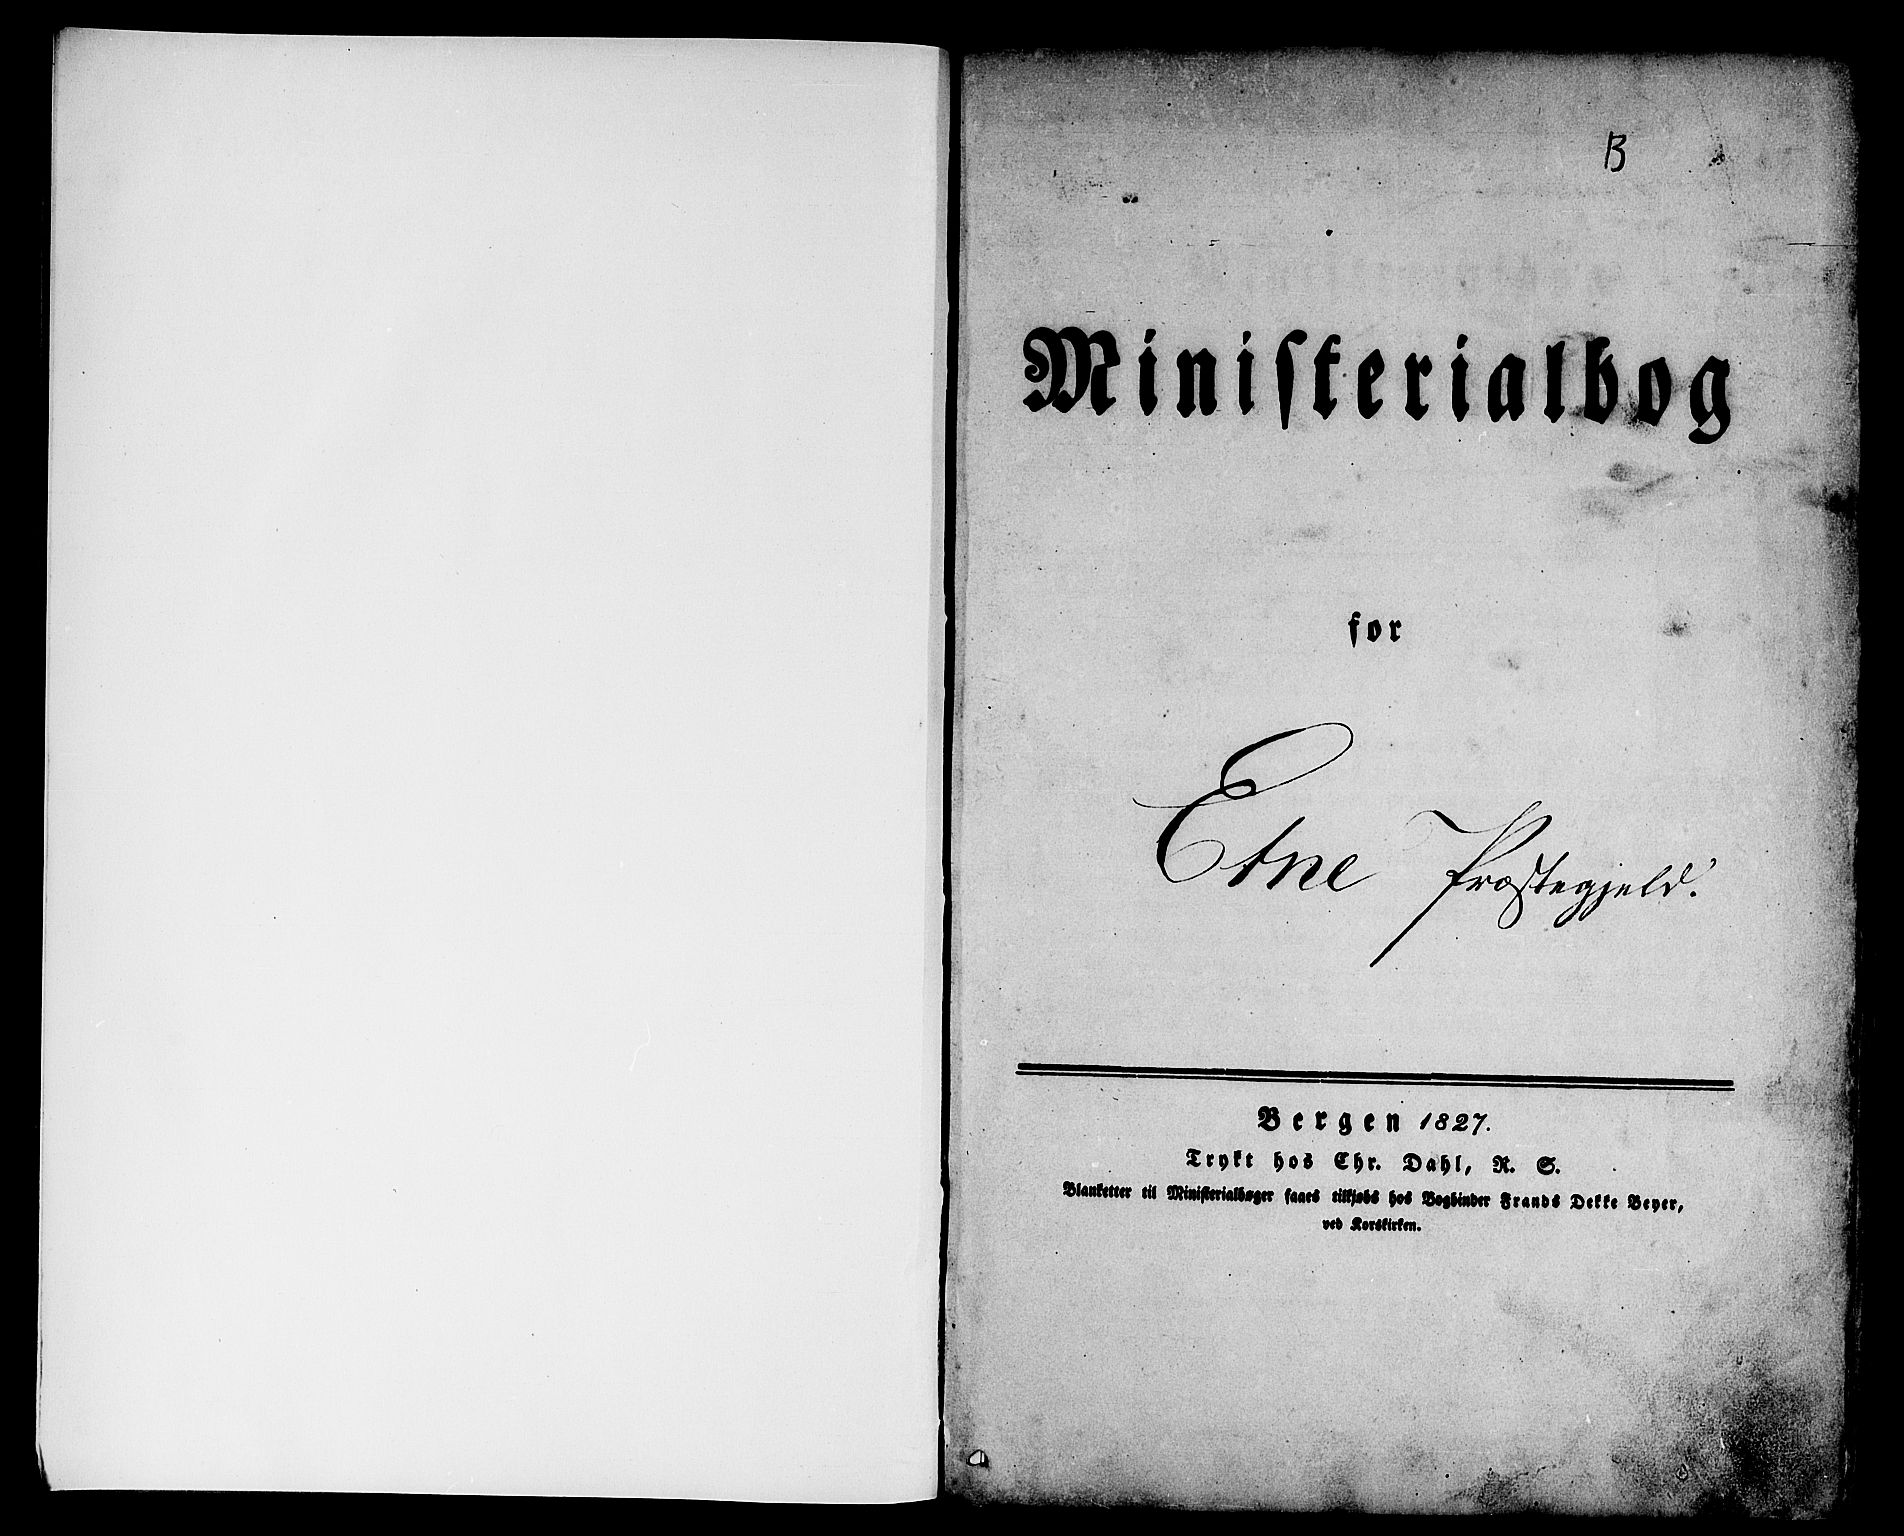 B
Ministerialbog
for
Etne Præstegjeld.
Bergen 1827.
Trykt hos Chr. Dahl, R. S.
Blanketter til Ministerialbøger faaes tilkjøbs hos Bogbinder Frands Dekke Beyer,
ved Korskirken.